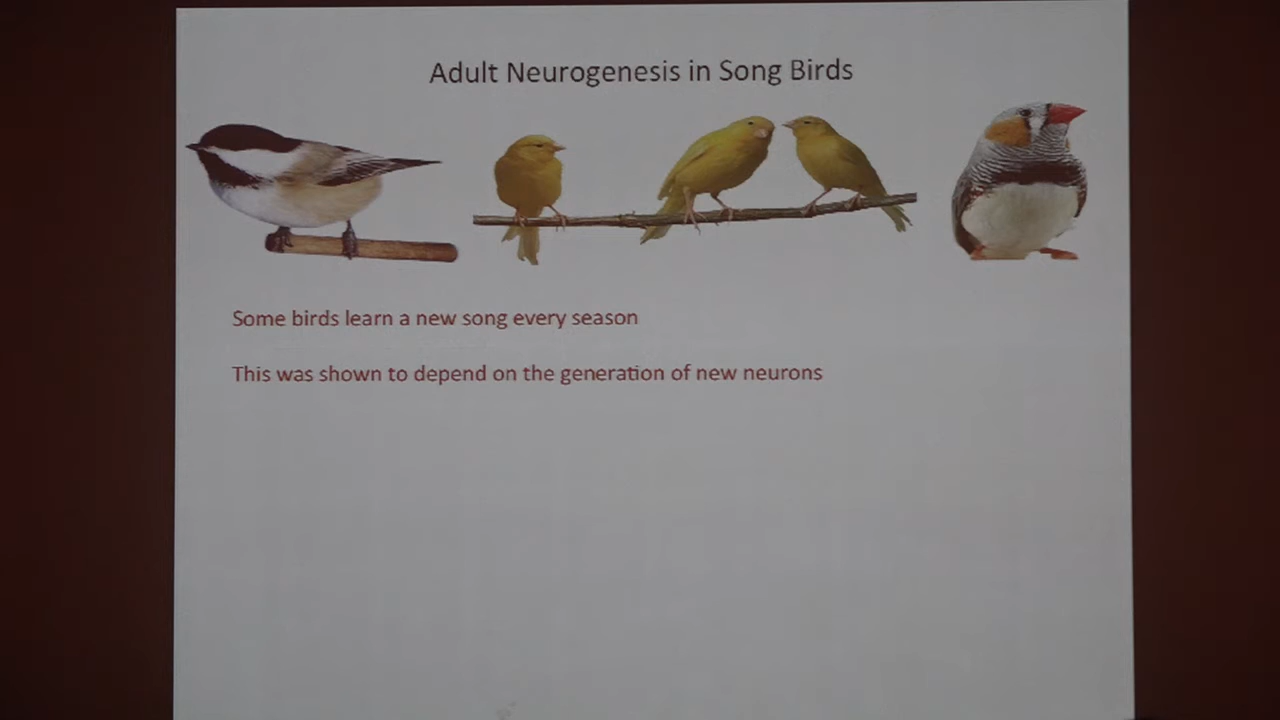 Adult Neurogenesis in Song Birds
Some birds learn a new song every season
This was shown to depend on the generation of new neurons